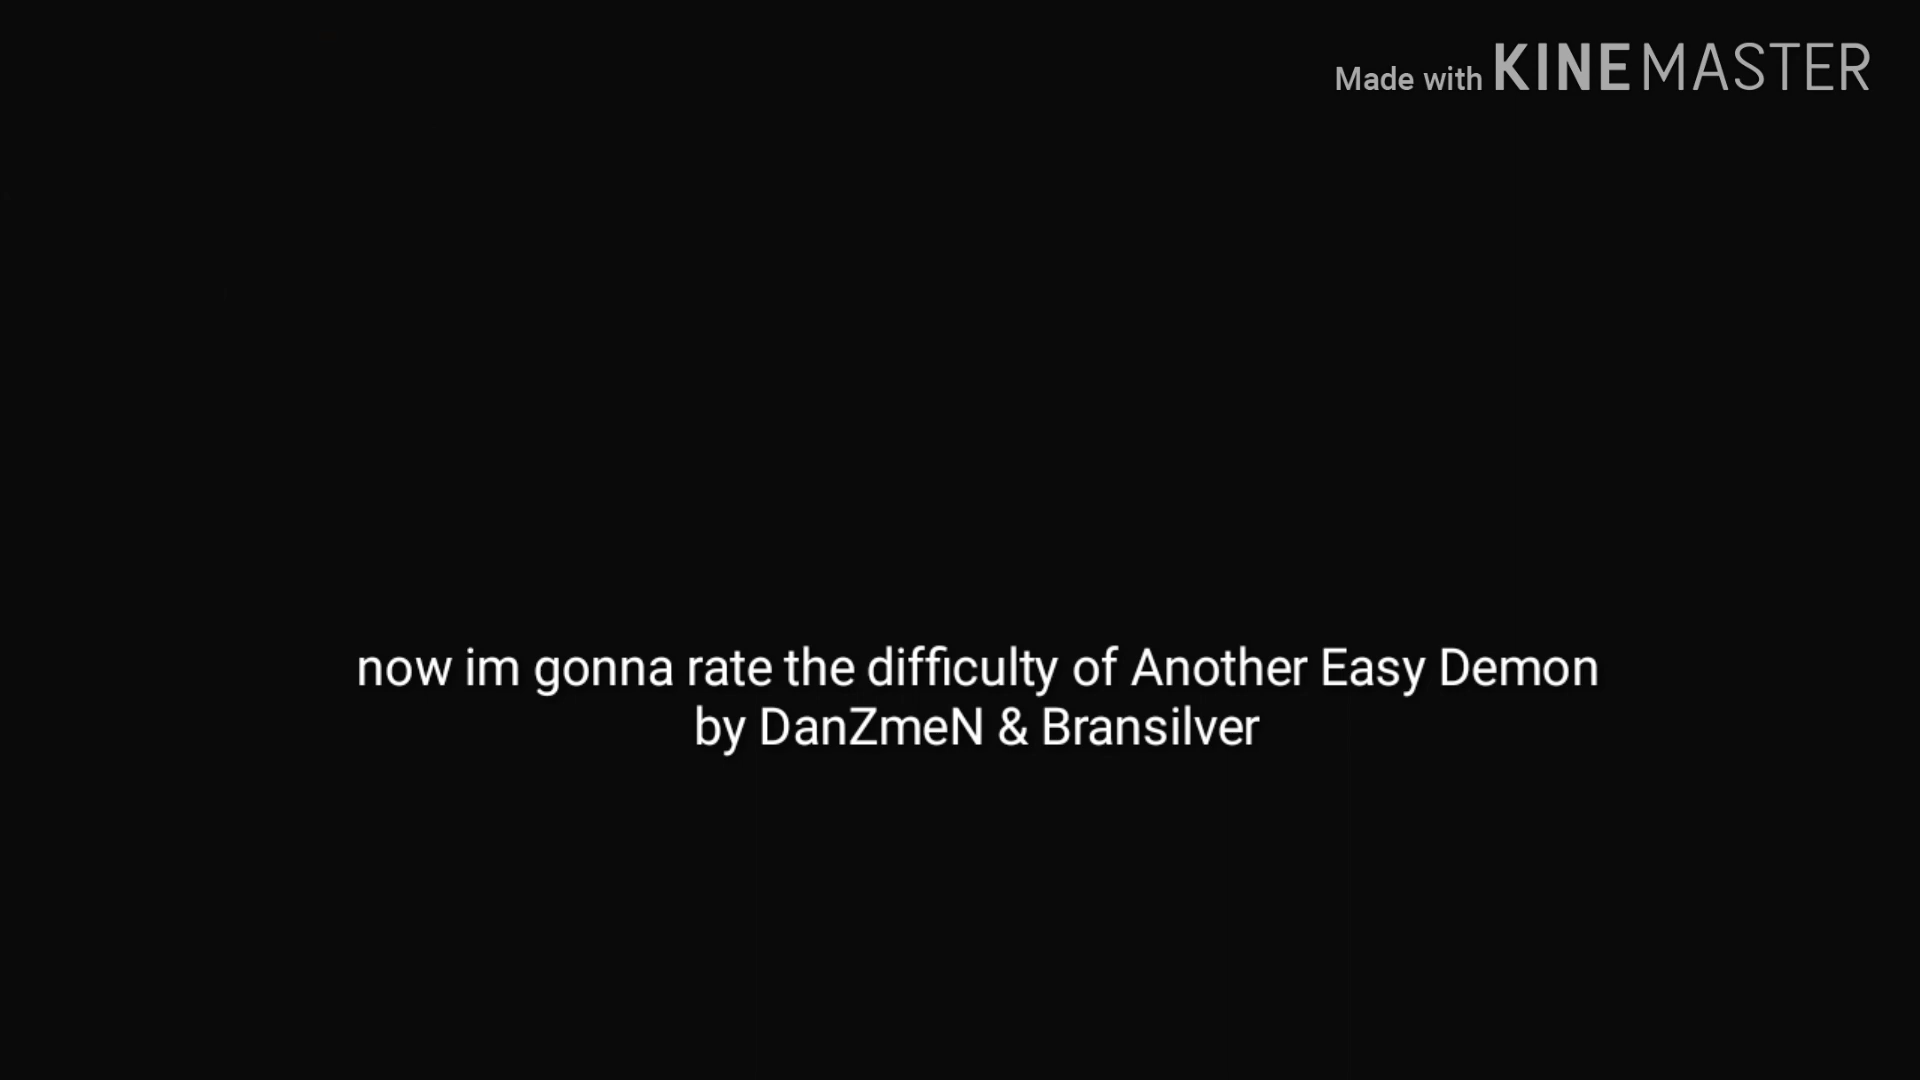 Made with KINEMASTER
now im gonna rate the difficulty of Another Easy Demon
by DanZmeN & Bransilver